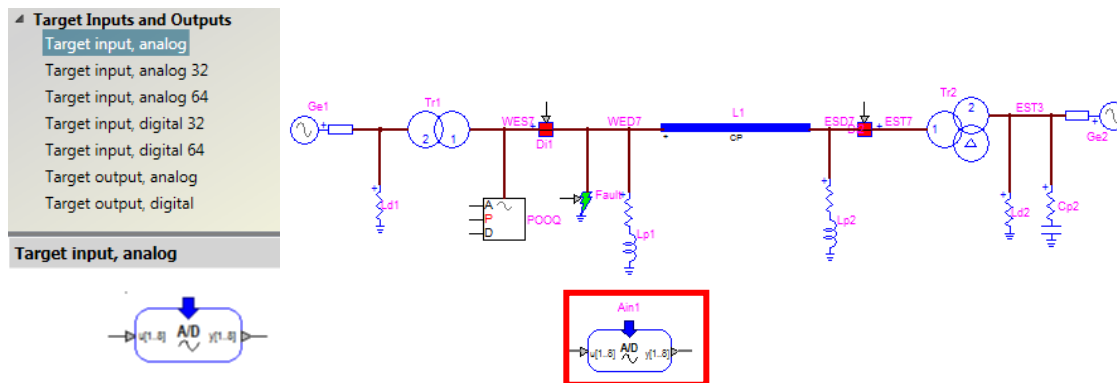 Target Inputs and Outputs
Target input, analog
Target input, analog 32
Target input, analog 64
Target input, digital 32
Target input, digital 64
Target output, analog
Target output, digital
Target input, analog
u[1..8] A/D y[1..8]
Ge1
Tr1
2 1
WES7
Di1
WED7
L1
CP
ESD7
EST7
Tr2
1 2
EST3
Ge2
Ld1
A
P
D
POOQ
Fault
Lp1
Lp2
Ld2
Cp2
Ain1
u[1..8] A/D y[1..8]